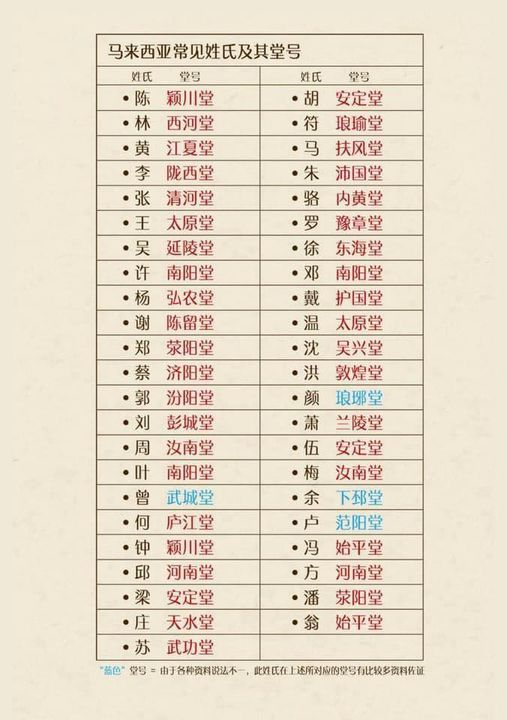 马来西亚常见姓氏及其堂号
姓氏 堂号 姓氏 堂号
• 陈 颖川堂 • 胡 安定堂
• 林 西河堂 • 符 琅瑜堂
• 黄 江夏堂 • 马 扶风堂
• 李 陇西堂 • 朱 沛国堂
• 张 清河堂 • 骆 内黄堂
• 王 太原堂 • 罗 豫章堂
• 吴 延陵堂 • 徐 东海堂
• 许 南阳堂 • 邓 南阳堂
• 杨 弘农堂 • 戴 护国堂
• 谢 陈留堂 • 温 太原堂
• 郑 荥阳堂 • 沈 吴兴堂
• 蔡 济阳堂 • 洪 敦煌堂
• 郭 汾阳堂 • 颜 琅琊堂
• 刘 彭城堂 • 萧 兰陵堂
• 周 汝南堂 • 伍 安定堂
• 叶 南阳堂 • 梅 汝南堂
• 曾 武城堂 • 余 下邳堂
• 何 庐江堂 • 卢 范阳堂
• 钟 颖川堂 • 冯 始平堂
• 邱 河南堂 • 方 河南堂
• 梁 安定堂 • 潘 荥阳堂
• 庄 天水堂 • 翁 始平堂
• 苏 武功堂
"蓝色" 堂号 = 由于各种资料说法不一，此姓氏在上述所对应的堂号有比较多资料佐证